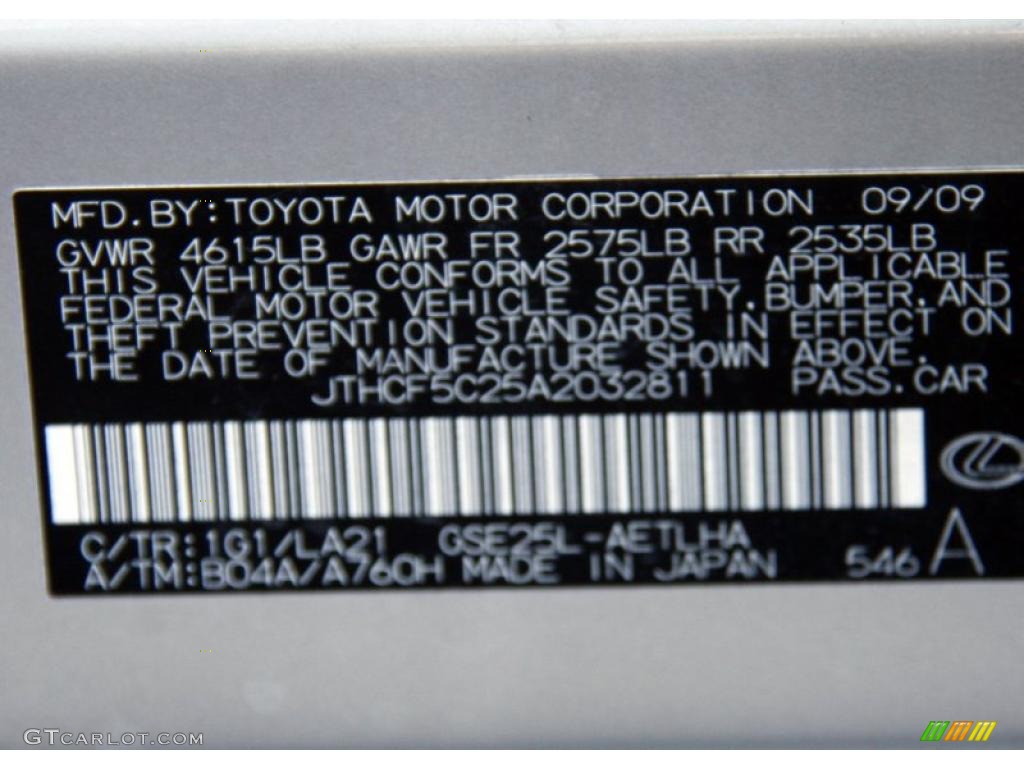 MFD.BY:TOYOTA MOTOR CORPORATION 09/09
GVWR 4615LB GAWR FR 2575LB RR 2535LB
THIS VEHICLE CONFORMS TO ALL APPLICABLE
FEDERAL MOTOR VEHICLE SAFETY,BUMPER,AND
THEFT PREVENTION STANDARDS IN EFFECT ON
THE DATE OF MANUFACTURE SHOWN ABOVE.
JTHCF5C25A2032811 PASS.CAR
C/TR:1G1/LA21 GSE25L-AETLHA
A/TM:B04A/A760H MADE IN JAPAN 546 A
GTCARLOT.COM